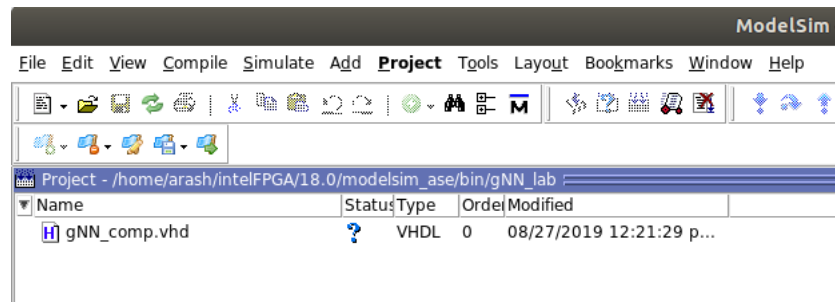 ModelSim
File Edit View Compile Simulate Add Project Tools Layout Bookmarks Window Help
Project - /home/arash/intelFPGA/18.0/modelsim_ase/bin/gNN_lab
Name Status Type Order Modified
gNN_comp.vhd ? VHDL 0 08/27/2019 12:21:29 p...